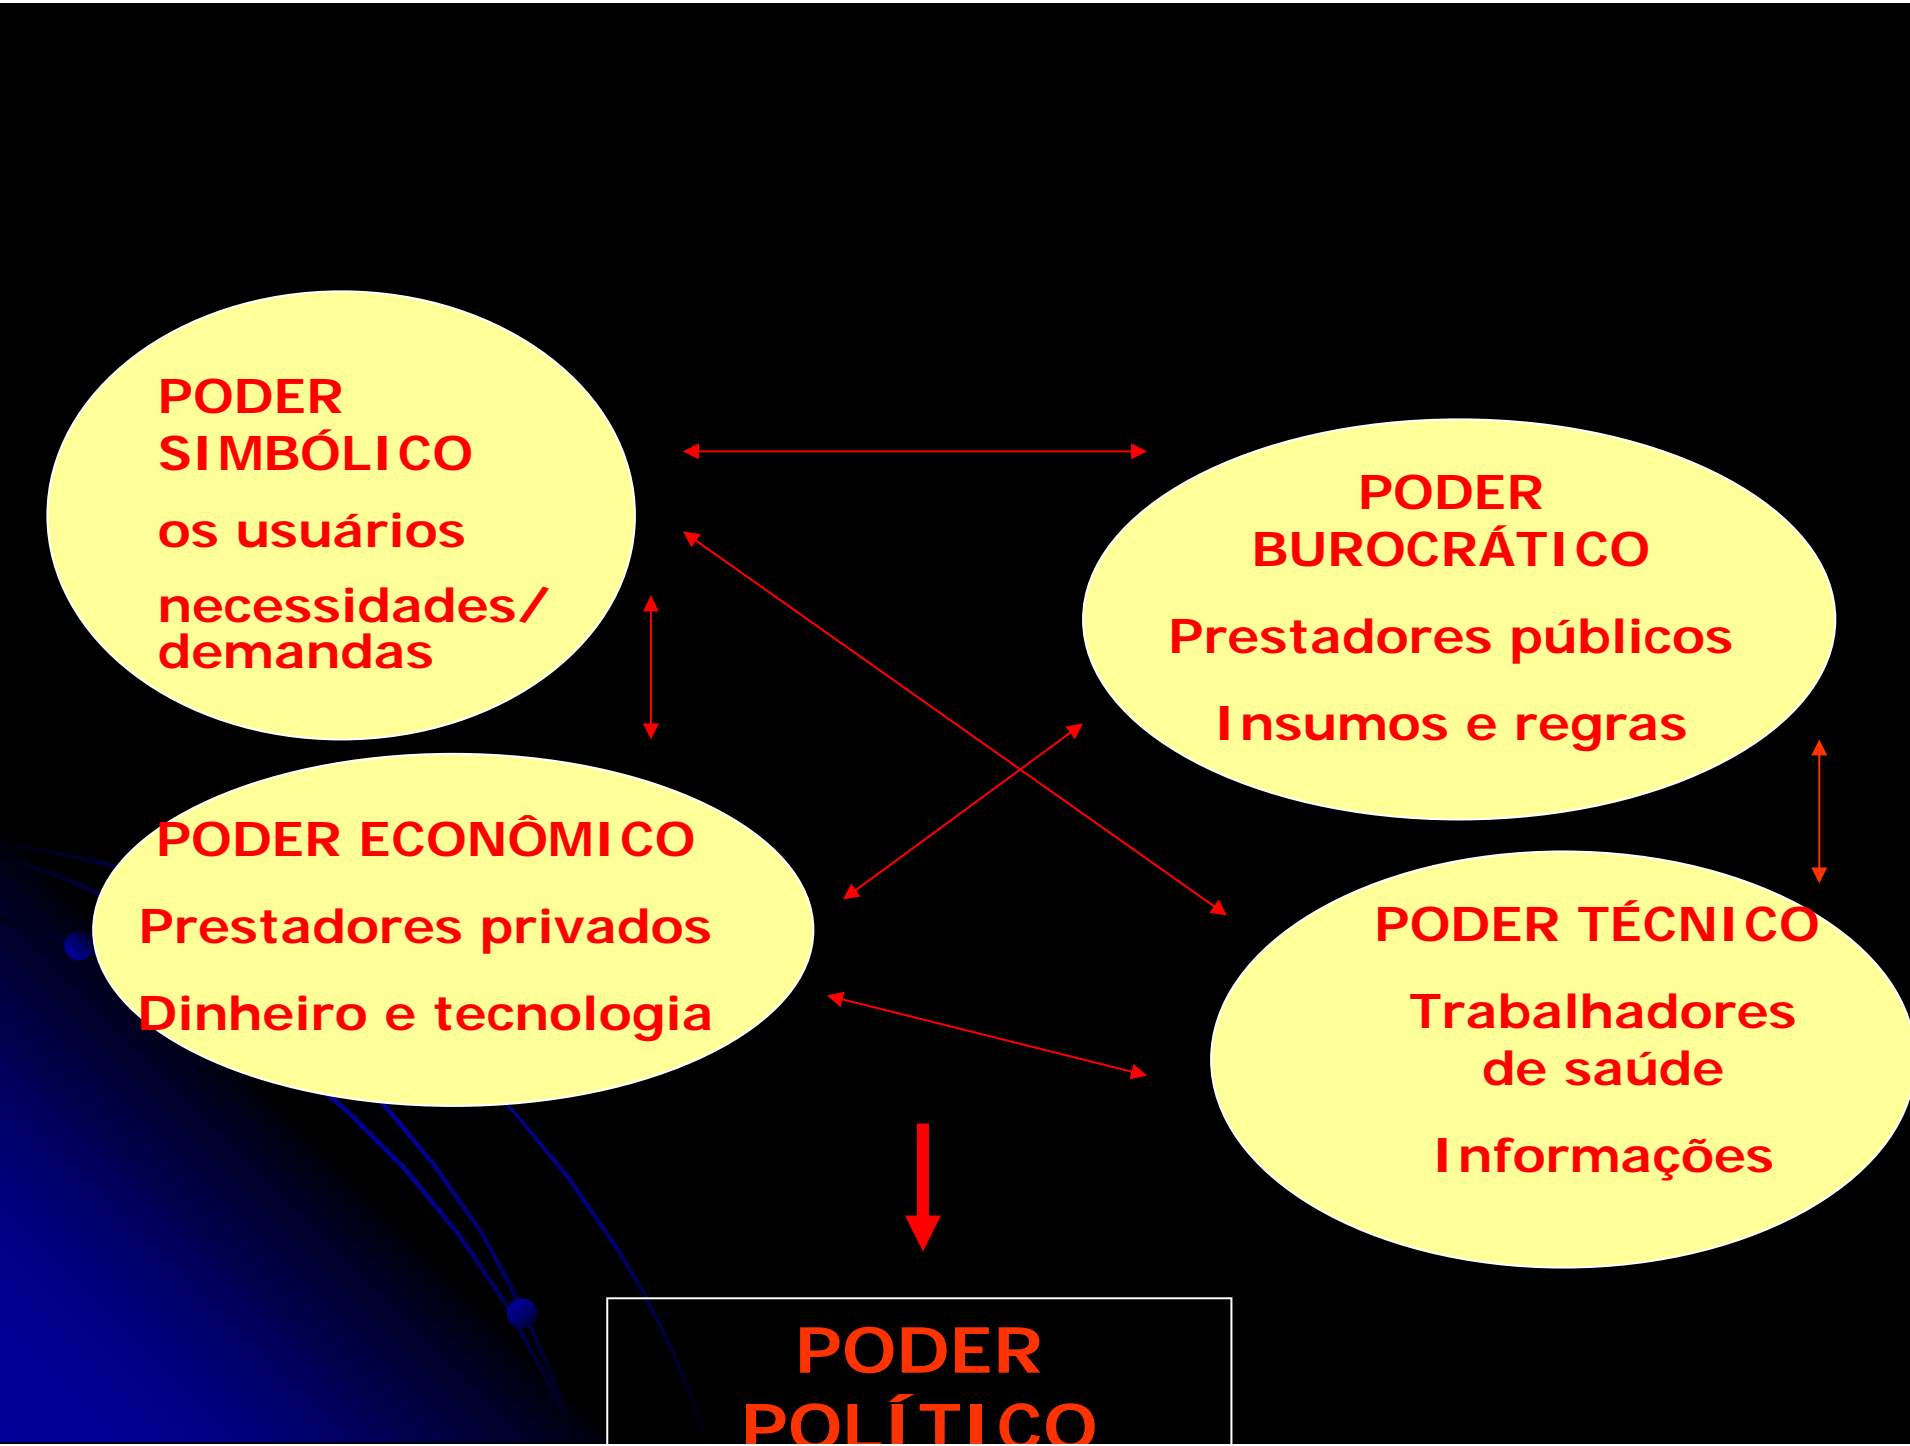 PODER
SIMBÓLICO
os usuários
necessidades/
demandas
PODER
BUROCRÁTICO
Prestadores públicos
Insumos e regras
PODER ECONÔMICO
Prestadores privados
Dinheiro e tecnologia
PODER TÉCNICO
Trabalhadores
de saúde
Informações
PODER
POLÍTICO